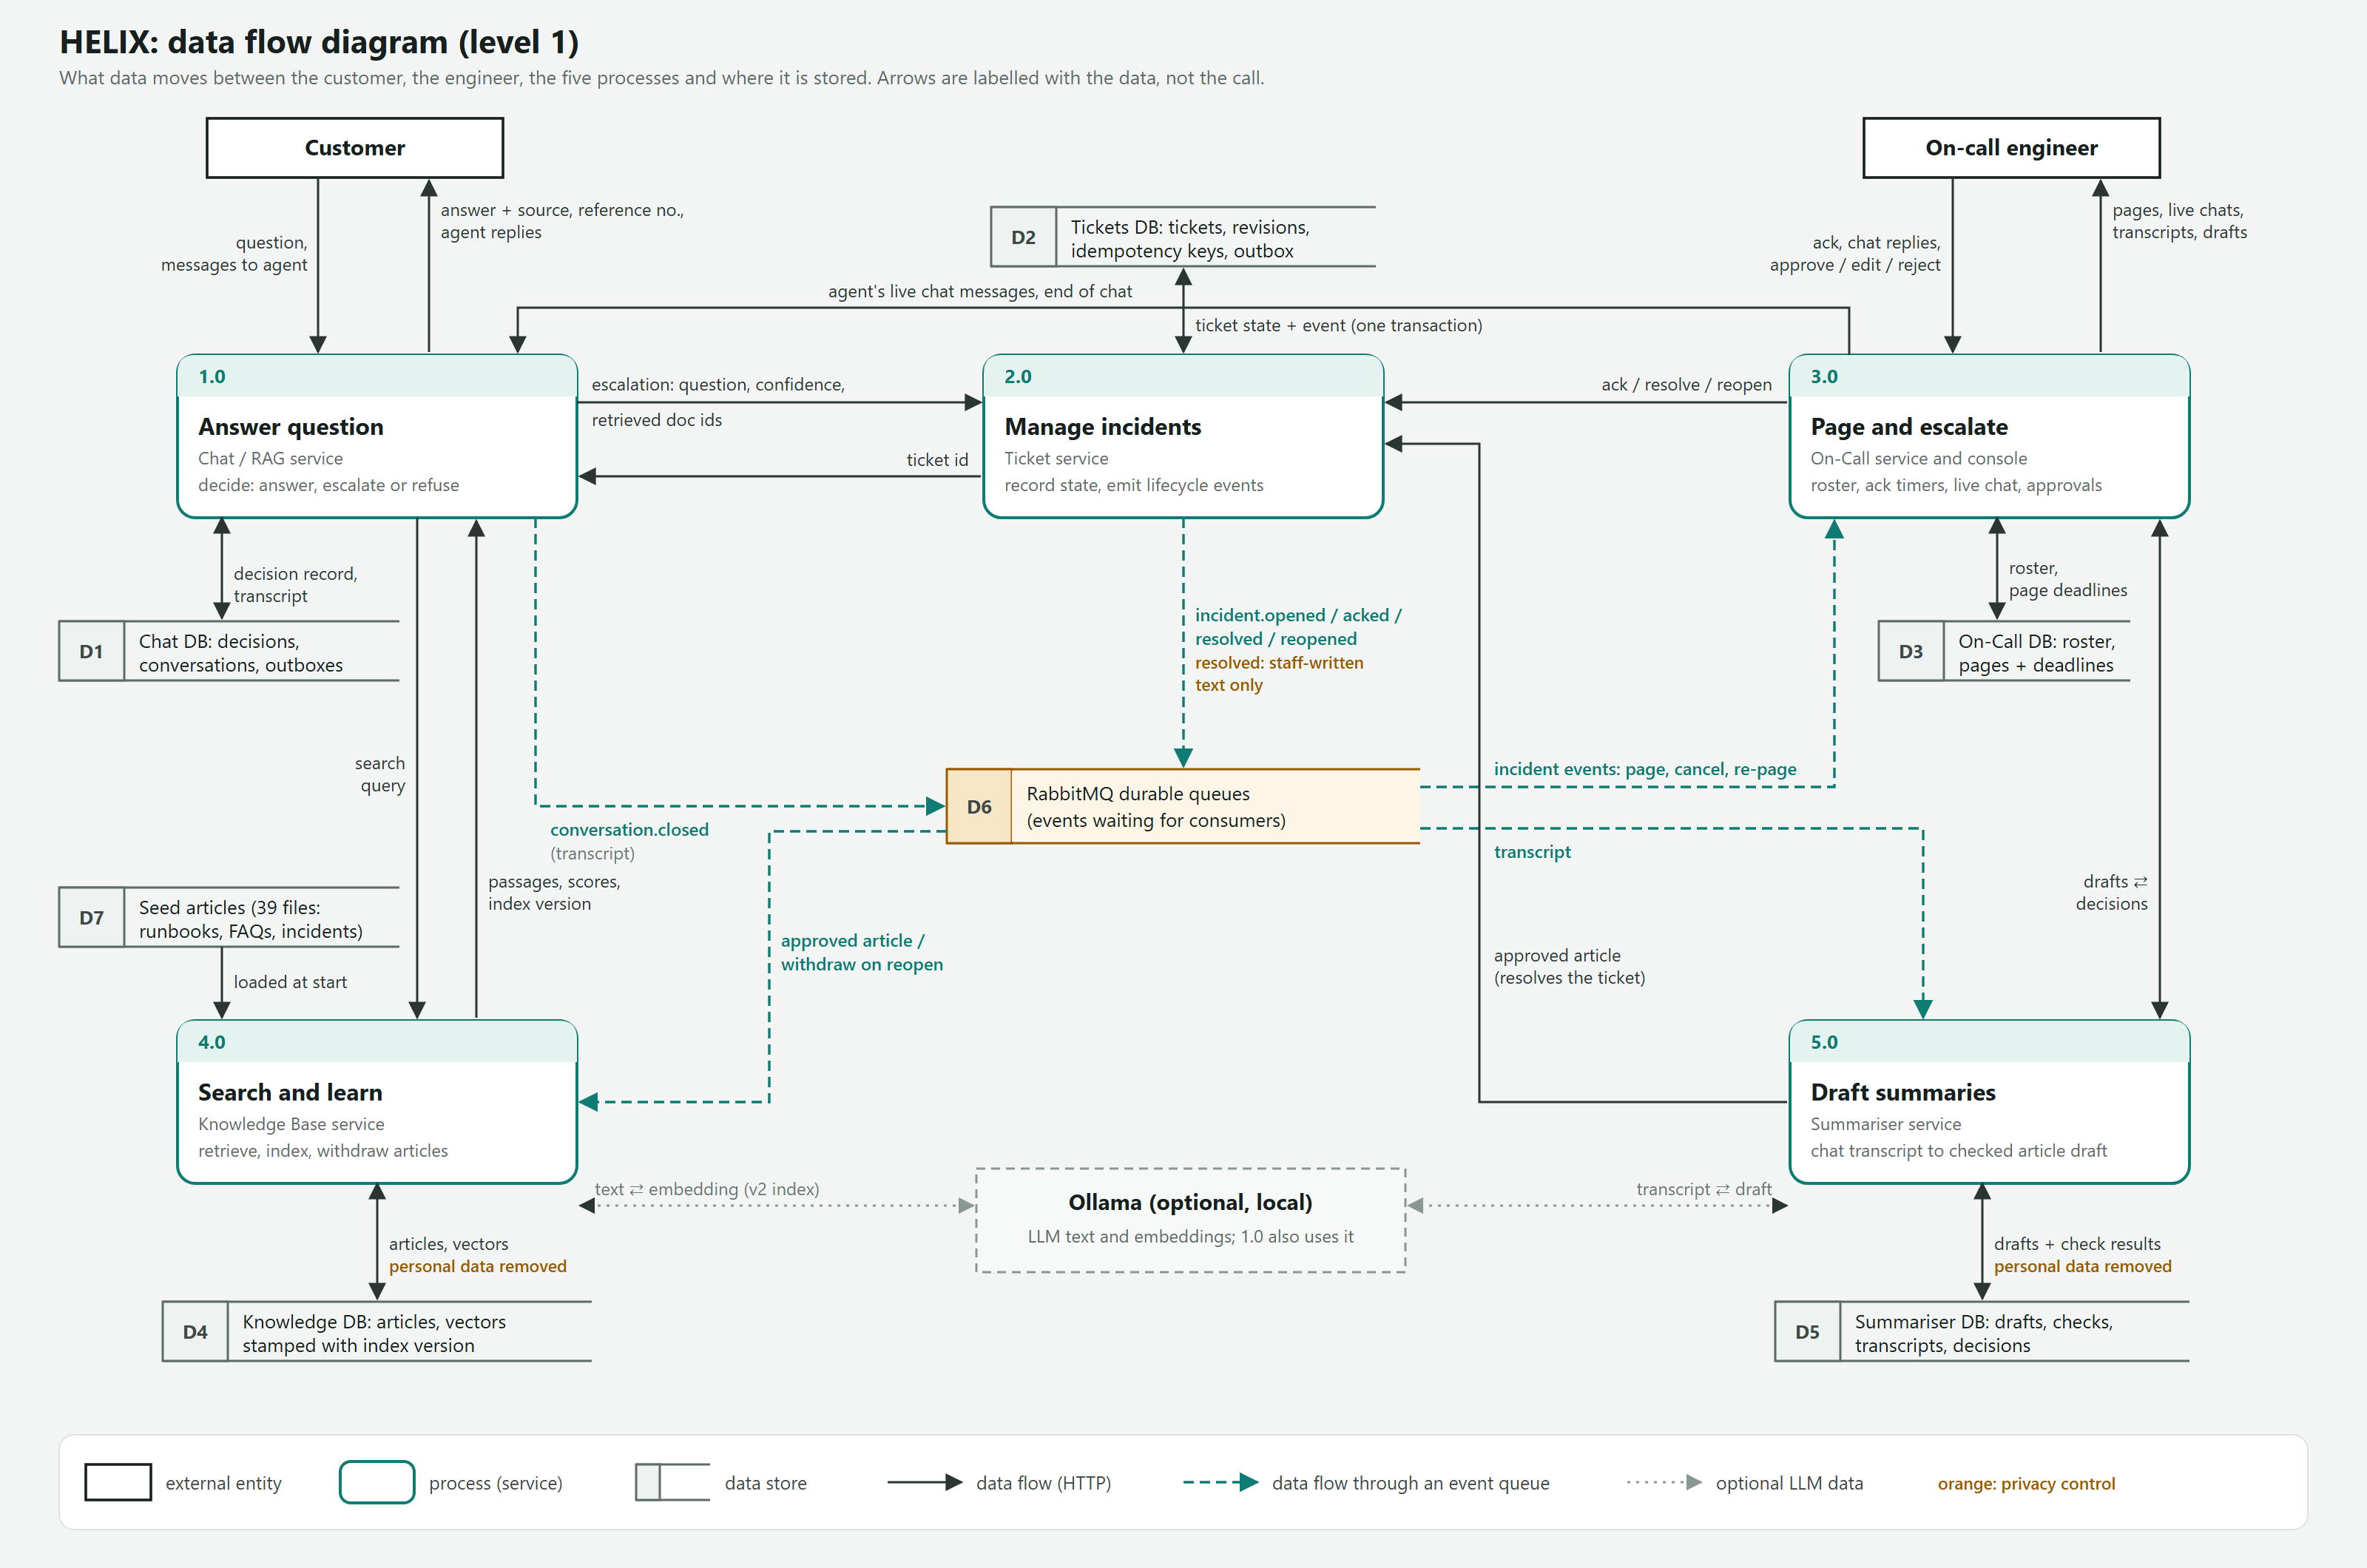 HELIX: data flow diagram (level 1)
What data moves between the customer, the engineer, the five processes and where it is stored. Arrows are labelled with the data, not the call.
Customer
On-call engineer
question,
messages to agent
answer + source, reference no.,
agent replies
D2
Tickets DB: tickets, revisions,
idempotency keys, outbox
ack, chat replies,
approve / edit / reject
pages, live chats,
transcripts, drafts
agent's live chat messages, end of chat
ticket state + event (one transaction)
1.0
Answer question
Chat / RAG service
decide: answer, escalate or refuse
escalation: question, confidence,
retrieved doc ids
ticket id
2.0
Manage incidents
Ticket service
record state, emit lifecycle events
ack / resolve / reopen
3.0
Page and escalate
On-Call service and console
roster, ack timers, live chat, approvals
decision record,
transcript
D1
Chat DB: decisions,
conversations, outboxes
incident.opened / acked /
resolved / reopened
resolved: staff-written
text only
roster,
page deadlines
D3
On-Call DB: roster,
pages + deadlines
search
query
D6
RabbitMQ durable queues
(events waiting for consumers)
incident events: page, cancel, re-page
transcript
conversation.closed
(transcript)
passages, scores,
index version
D7
Seed articles (39 files:
runbooks, FAQs, incidents)
loaded at start
approved article /
withdraw on reopen
approved article
(resolves the ticket)
drafts ⇄
decisions
4.0
Search and learn
Knowledge Base service
retrieve, index, withdraw articles
5.0
Draft summaries
Summariser service
chat transcript to checked article draft
text ⇄ embedding (v2 index)
Ollama (optional, local)
LLM text and embeddings; 1.0 also uses it
transcript ⇄ draft
articles, vectors
personal data removed
D4
Knowledge DB: articles, vectors
stamped with index version
drafts + check results
personal data removed
D5
Summariser DB: drafts, checks,
transcripts, decisions
external entity
process (service)
data store
data flow (HTTP)
data flow through an event queue
optional LLM data
orange: privacy control